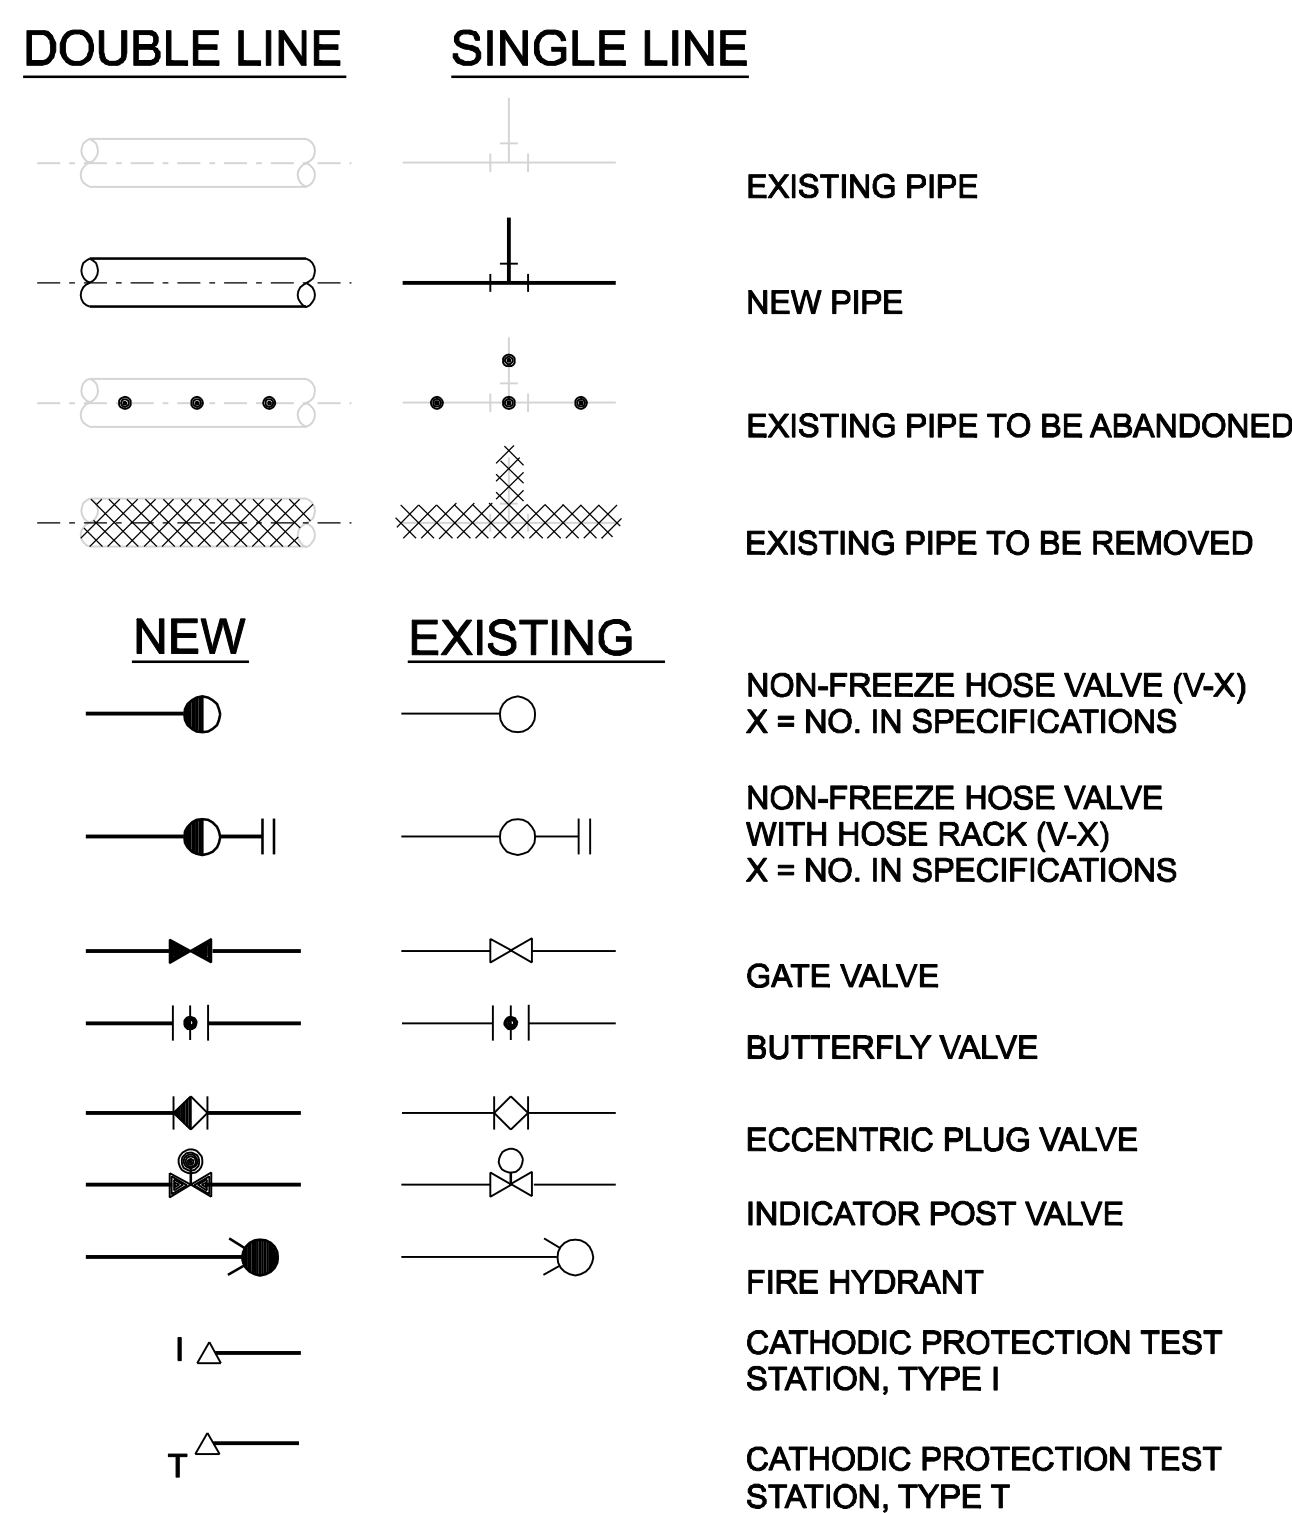 DOUBLE LINE
SINGLE LINE
EXISTING PIPE
NEW PIPE
EXISTING PIPE TO BE ABANDONED
EXISTING PIPE TO BE REMOVED
NEW
EXISTING
NON-FREEZE HOSE VALVE (V-X)
X = NO. IN SPECIFICATIONS
NON-FREEZE HOSE VALVE
WITH HOSE RACK (V-X)
X = NO. IN SPECIFICATIONS
GATE VALVE
BUTTERFLY VALVE
ECCENTRIC PLUG VALVE
INDICATOR POST VALVE
FIRE HYDRANT
I
CATHODIC PROTECTION TEST
STATION, TYPE I
T
CATHODIC PROTECTION TEST
STATION, TYPE T